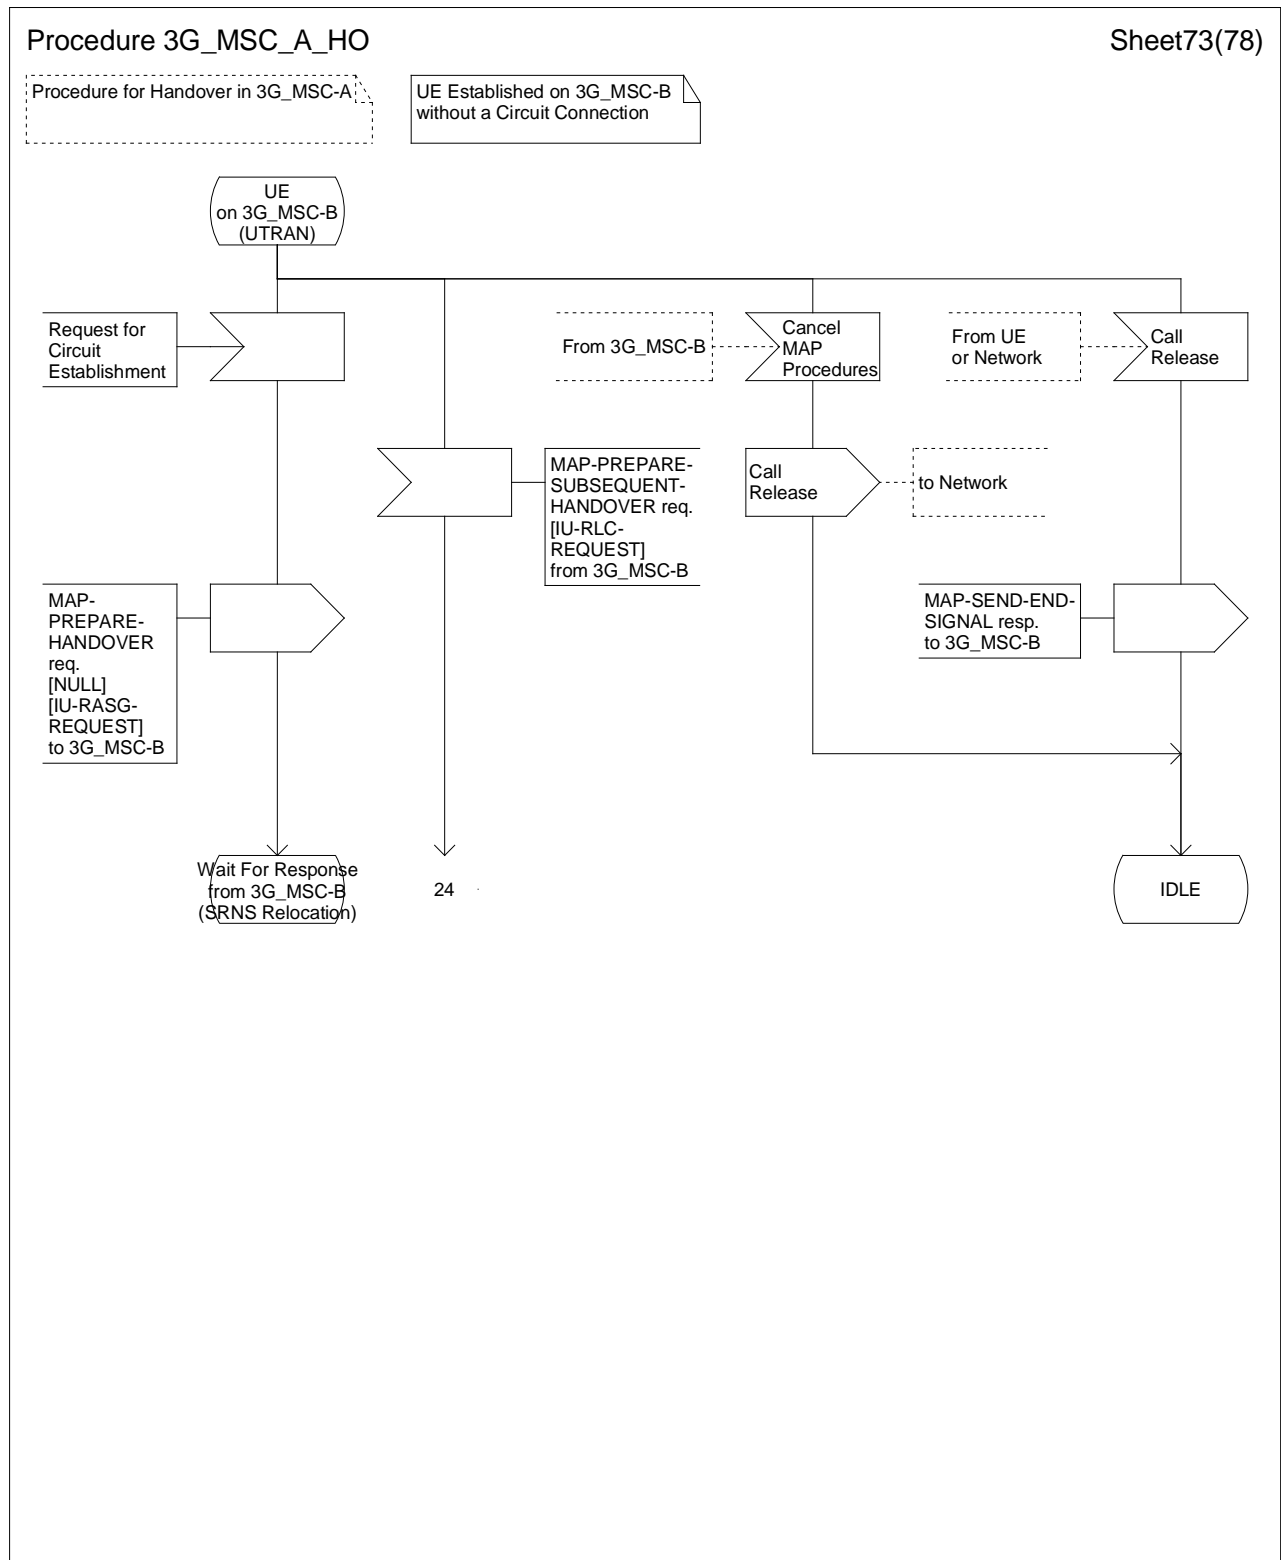 Procedure 3G_MSC_A_HO
Sheet73(78)
Procedure for Handover in 3G_MSC-A
UE Established on 3G_MSC-B
without a Circuit Connection
UE
on 3G_MSC-B
(UTRAN)
Request for
Circuit
Establishment
From 3G_MSC-B
Cancel
MAP
Procedures
From UE
or Network
Call
Release
MAP-PREPARE-
SUBSEQUENT-
HANDOVER req.
[IU-RLC-
REQUEST]
from 3G_MSC-B
Call
Release
to Network
MAP-
PREPARE-
HANDOVER
req.
[NULL]
[IU-RASG-
REQUEST]
to 3G_MSC-B
MAP-SEND-END-
SIGNAL resp.
to 3G_MSC-B
Wait For Response
from 3G_MSC-B
(SRNS Relocation)
24
IDLE